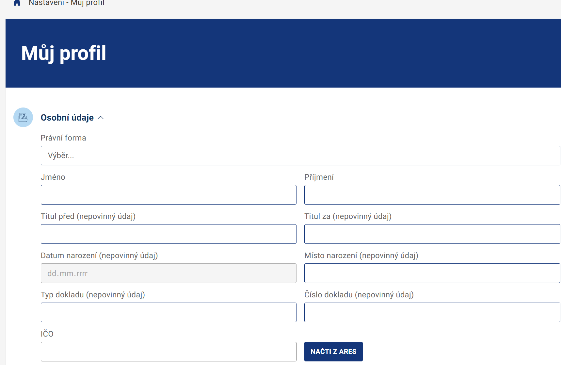 Nastavení - Můj profil
Můj profil
Osobní údaje
Právní forma
Výběr...
Jméno
Příjmení
Titul před (nepovinný údaj)
Titul za (nepovinný údaj)
Datum narození (nepovinný údaj)
Místo narození (nepovinný údaj)
dd.mm.rrrr
Typ dokladu (nepovinný údaj)
Číslo dokladu (nepovinný údaj)
IČO
NAČTI Z ARES